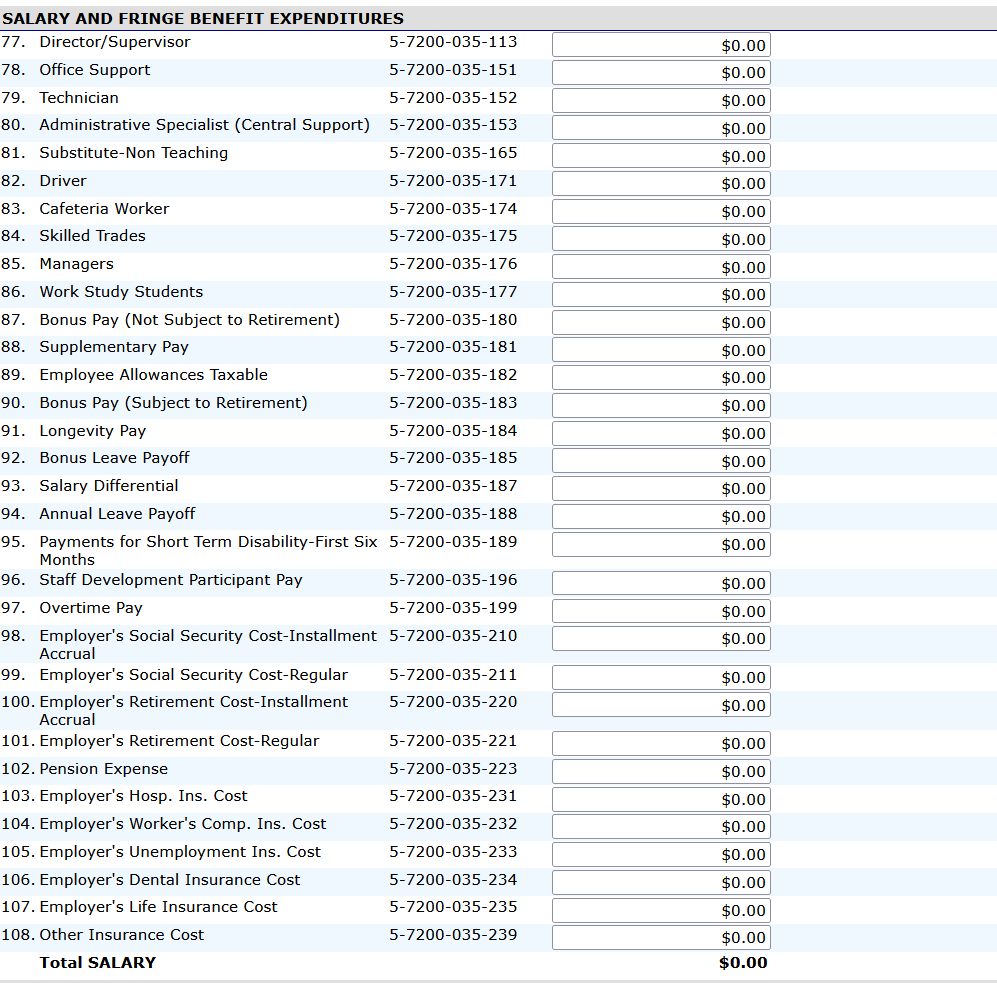 SALARY AND FRINGE BENEFIT EXPENDITURES
77. Director/Supervisor 5-7200-035-113 $0.00
78. Office Support 5-7200-035-151 $0.00
79. Technician 5-7200-035-152 $0.00
80. Administrative Specialist (Central Support) 5-7200-035-153 $0.00
81. Substitute-Non Teaching 5-7200-035-165 $0.00
82. Driver 5-7200-035-171 $0.00
83. Cafeteria Worker 5-7200-035-174 $0.00
84. Skilled Trades 5-7200-035-175 $0.00
85. Managers 5-7200-035-176 $0.00
86. Work Study Students 5-7200-035-177 $0.00
87. Bonus Pay (Not Subject to Retirement) 5-7200-035-180 $0.00
88. Supplementary Pay 5-7200-035-181 $0.00
89. Employee Allowances Taxable 5-7200-035-182 $0.00
90. Bonus Pay (Subject to Retirement) 5-7200-035-183 $0.00
91. Longevity Pay 5-7200-035-184 $0.00
92. Bonus Leave Payoff 5-7200-035-185 $0.00
93. Salary Differential 5-7200-035-187 $0.00
94. Annual Leave Payoff 5-7200-035-188 $0.00
95. Payments for Short Term Disability-First Six 5-7200-035-189 $0.00
Months
96. Staff Development Participant Pay 5-7200-035-196 $0.00
97. Overtime Pay 5-7200-035-199 $0.00
98. Employer's Social Security Cost-Installment 5-7200-035-210 $0.00
Accrual
99. Employer's Social Security Cost-Regular 5-7200-035-211 $0.00
100. Employer's Retirement Cost-Installment 5-7200-035-220 $0.00
Accrual
101. Employer's Retirement Cost-Regular 5-7200-035-221 $0.00
102. Pension Expense 5-7200-035-223 $0.00
103. Employer's Hosp. Ins. Cost 5-7200-035-231 $0.00
104. Employer's Worker's Comp. Ins. Cost 5-7200-035-232 $0.00
105. Employer's Unemployment Ins. Cost 5-7200-035-233 $0.00
106. Employer's Dental Insurance Cost 5-7200-035-234 $0.00
107. Employer's Life Insurance Cost 5-7200-035-235 $0.00
108. Other Insurance Cost 5-7200-035-239 $0.00
Total SALARY $0.00